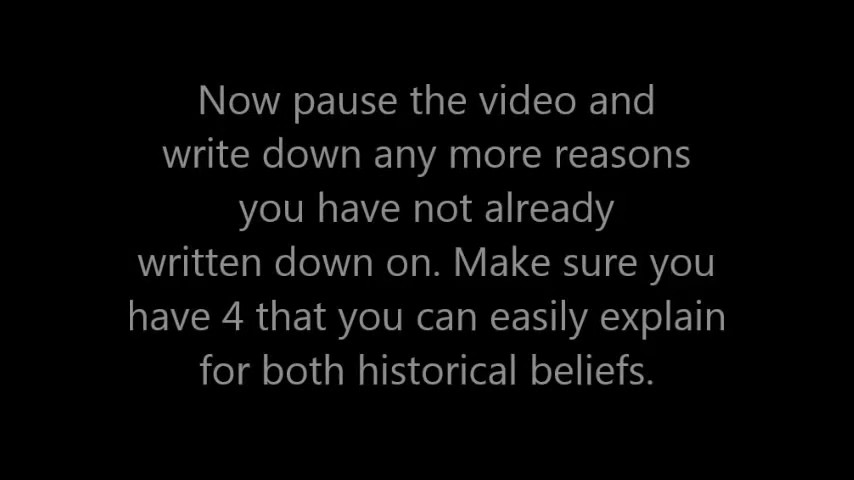 Now pause the video and
write down any more reasons
you have not already
written down on. Make sure you
have 4 that you can easily explain
for both historical beliefs.